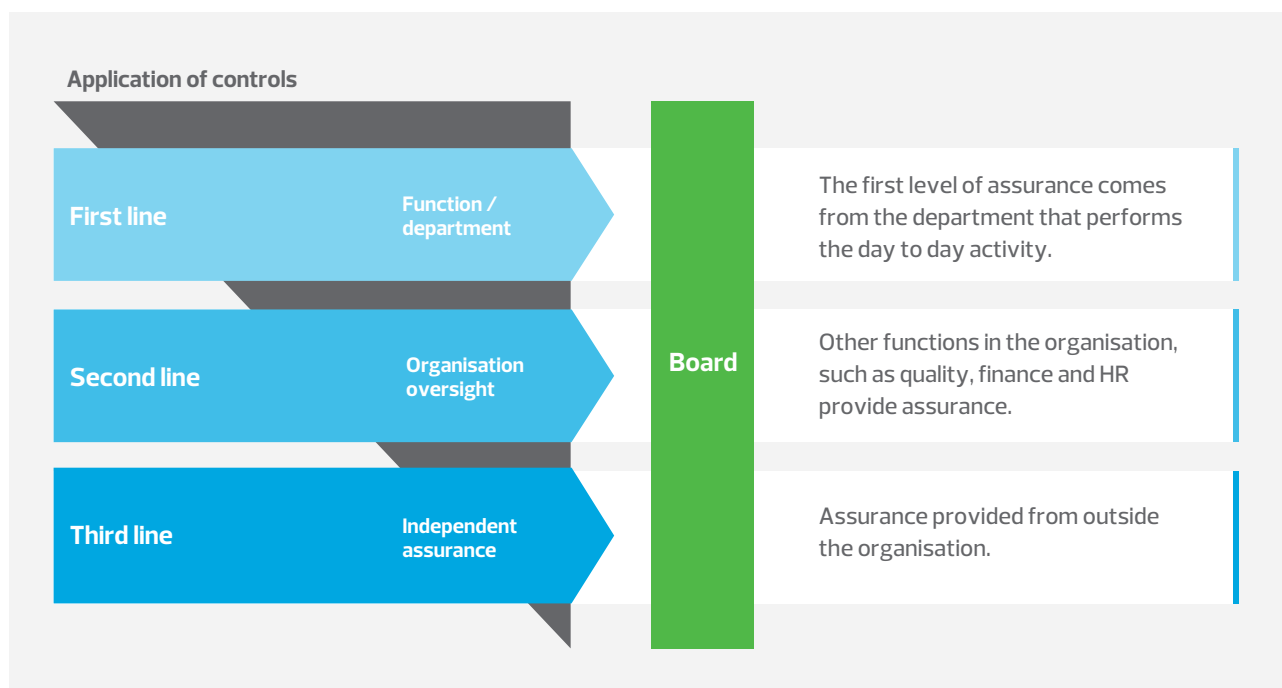 Application of controls
First line
Function /
department
The first level of assurance comes
from the department that performs
the day to day activity.
Second line
Organisation
oversight
Board
Other functions in the organisation,
such as quality, finance and HR
provide assurance.
Third line
Independent
assurance
Assurance provided from outside
the organisation.